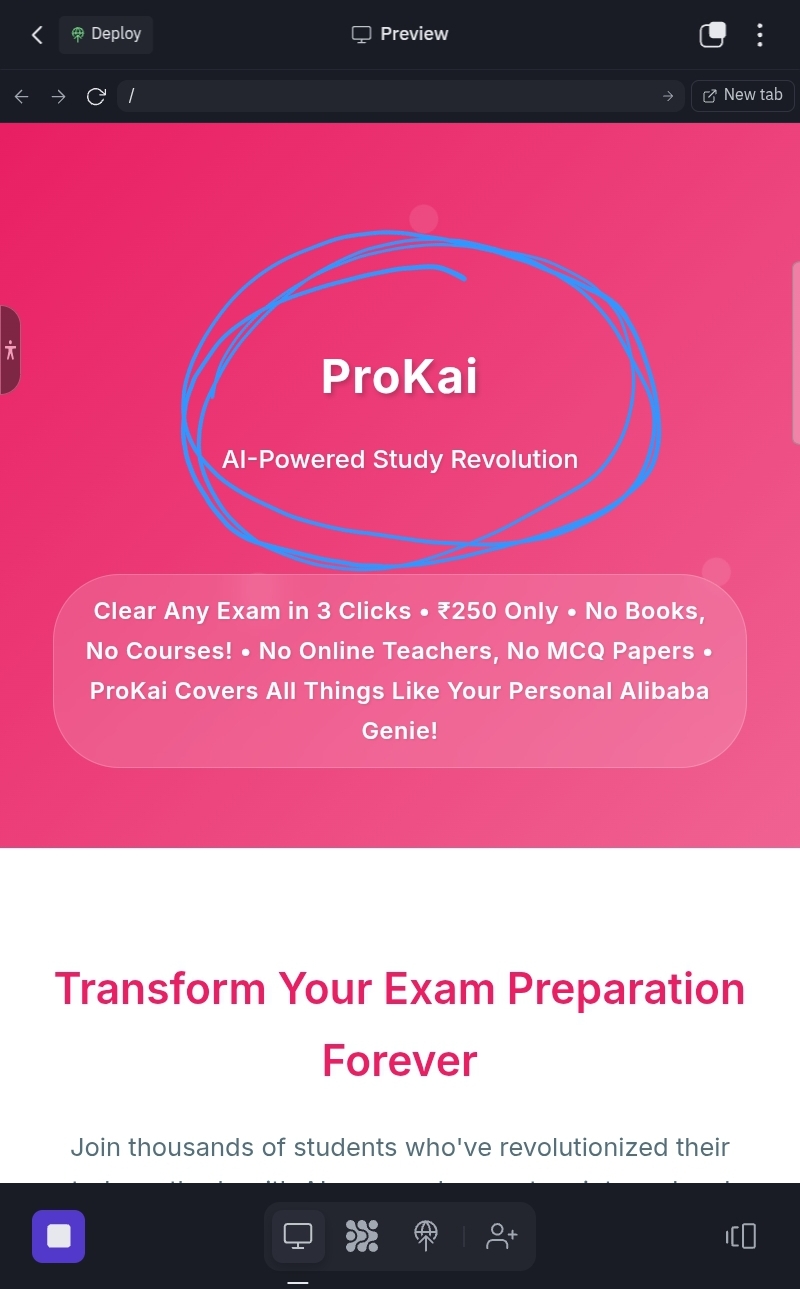 Deploy
Preview
/
New tab
ProKai
AI-Powered Study Revolution
Clear Any Exam in 3 Clicks • ₹250 Only • No Books,
No Courses! • No Online Teachers, No MCQ Papers •
ProKai Covers All Things Like Your Personal Alibaba
Genie!
Transform Your Exam Preparation
Forever
Join thousands of students who've revolutionized their